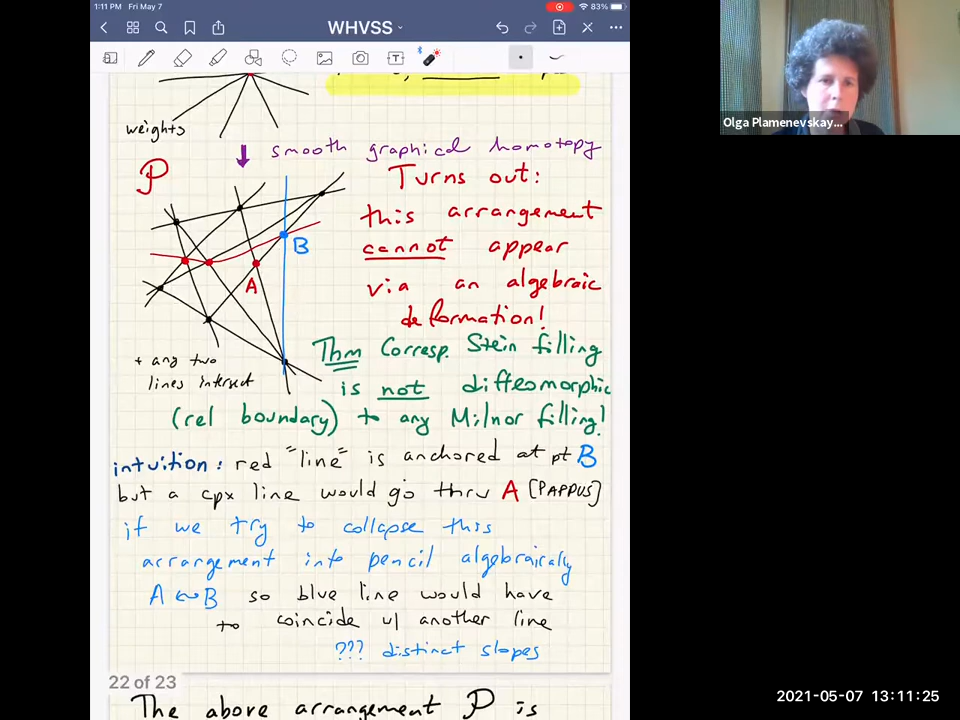 1:11 PM Fri May 7
83%
WHVSS
Olga Plamenevskay...
weights
smooth graphical homotopy
P
Turns out:
this arrangement
cannot appear
via an algebraic
deformation!
B
A
+ any two
lines intersect
Thm Corresp. Stein filling
is not diffeomorphic
(rel boundary) to any Milnor filling!
intuition: red "line" is anchored at pt B
but a cpx line would go thru A [PAPPUS]
if we try to collapse this
arrangement into pencil algebraically
A ↔ B so blue line would have
to coincide w/ another line
??? distinct slopes
22 of 23
The above arrangement P is
2021-05-07 13:11:25